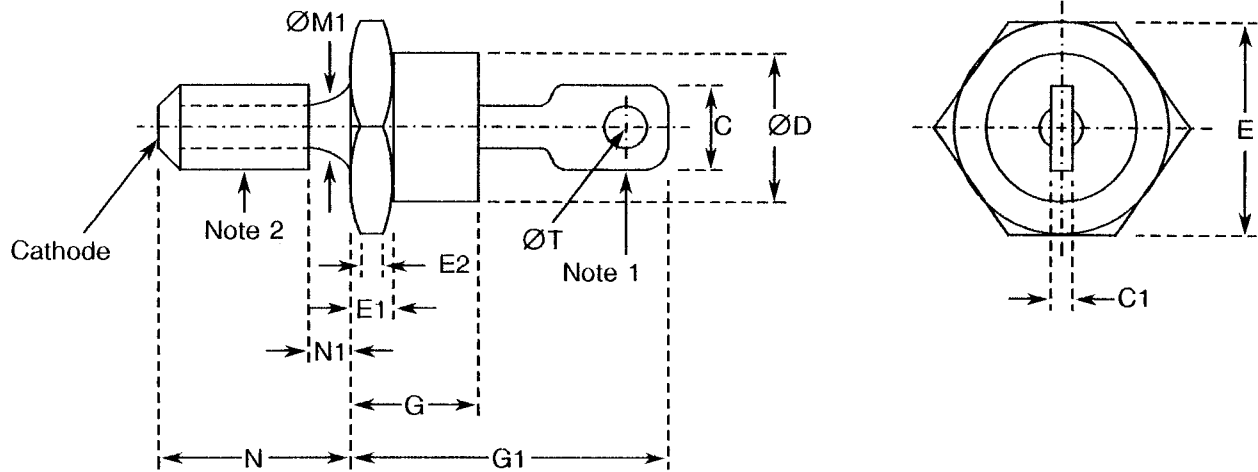 ØM1
C
ØD
E
Note 2
Cathode
ØT
Note 1
E2
E1
C1
N1
G
N
G1